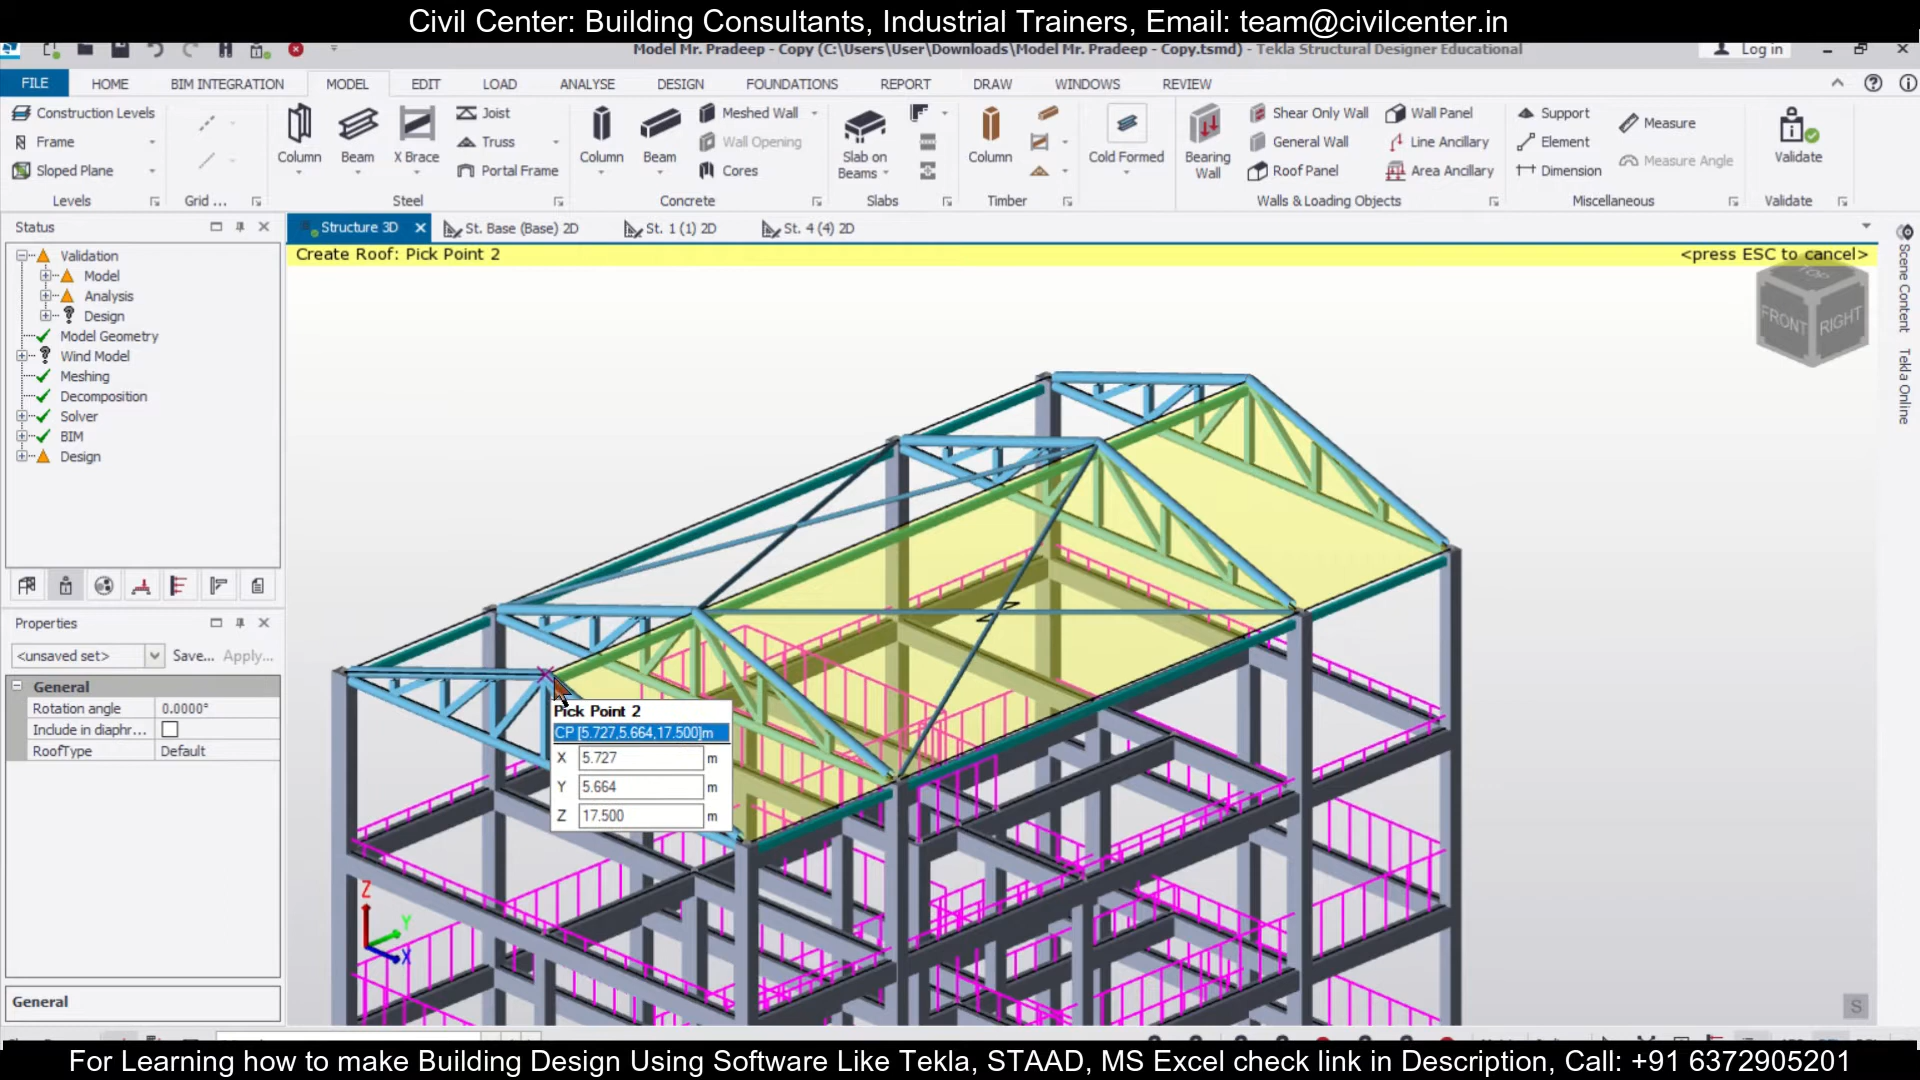 Civil Center: Building Consultants, Industrial Trainers, Email: team@civilcenter.in
Model Mr. Pradeep - Copy (C:\Users\User\Downloads\Model Mr. Pradeep - Copy.tsmd) - Tekla Structural Designer Educational
Log in
FILE HOME BIM INTEGRATION MODEL EDIT LOAD ANALYSE DESIGN FOUNDATIONS REPORT DRAW WINDOWS REVIEW
Construction Levels
Frame
Sloped Plane
Levels
Grid ...
Column
Beam
X Brace
Joist
Truss
Portal Frame
Steel
Column
Beam
Meshed Wall
Wall Opening
Cores
Concrete
Slab on
Beams
Slabs
Column
Timber
Cold Formed
Bearing
Wall
Shear Only Wall
General Wall
Roof Panel
Wall Panel
Line Ancillary
Area Ancillary
Walls & Loading Objects
Support
Element
Dimension
Measure
Measure Angle
Miscellaneous
Validate
Validate
Status
Validation
Model
Analysis
Design
Model Geometry
Wind Model
Meshing
Decomposition
Solver
BIM
Design
Properties
<unsaved set> Save... Apply...
General
Rotation angle 0.0000°
Include in diaphr...
RoofType Default
General
Structure 3D St. Base (Base) 2D St. 1 (1) 2D St. 4 (4) 2D
Create Roof: Pick Point 2 <press ESC to cancel>
TOP
FRONT RIGHT
Scene Content
Tekla Online
Pick Point 2
CP [5.727,5.664,17.500]m
X 5.727 m
Y 5.664 m
Z 17.500 m
Z
Y
X
S
For Learning how to make Building Design Using Software Like Tekla, STAAD, MS Excel check link in Description, Call: +91 6372905201